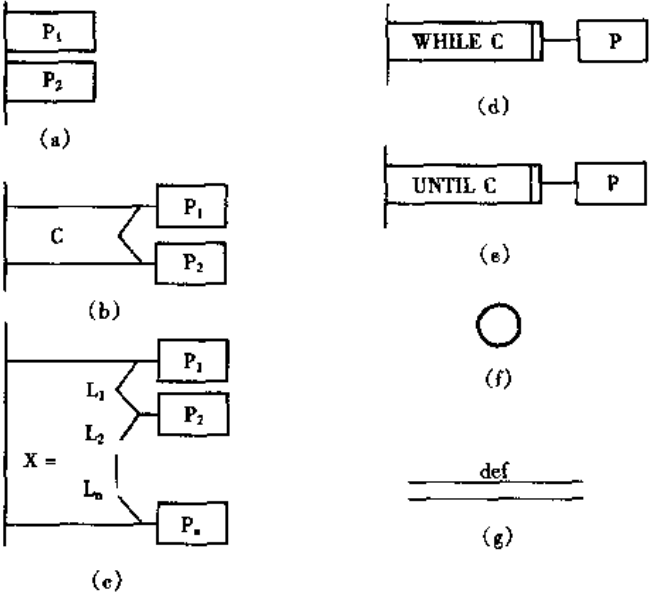 P₁
P₂
(a)
C
P₁
P₂
(b)
P₁
L₁
P₂
L₂
X =
Lₙ
Pₙ
(c)
WHILE C
P
(d)
UNTIL C
P
(e)
(f)
def
(g)